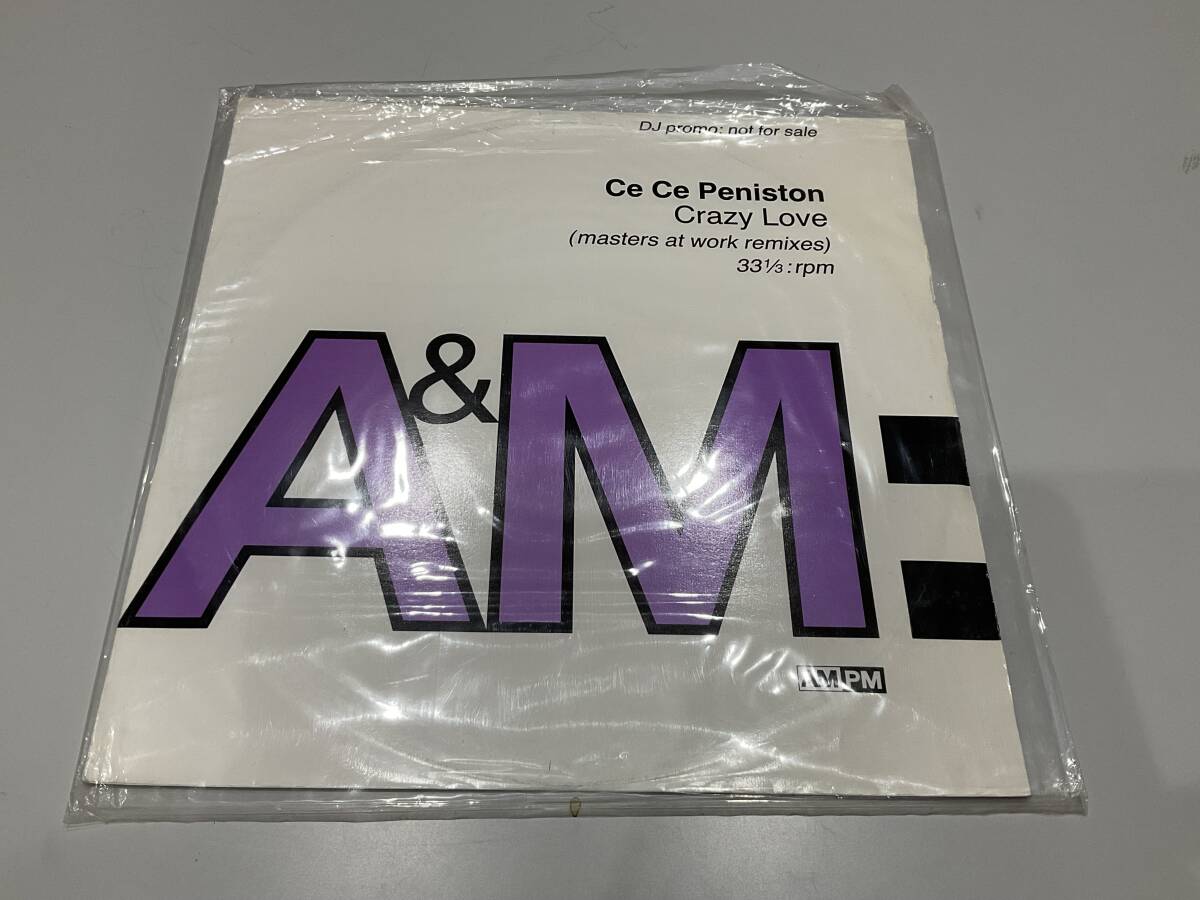 DJ promo: not for sale
Ce Ce Peniston
Crazy Love
(masters at work remixes)
33⅓:rpm
A&M:
AM:PM